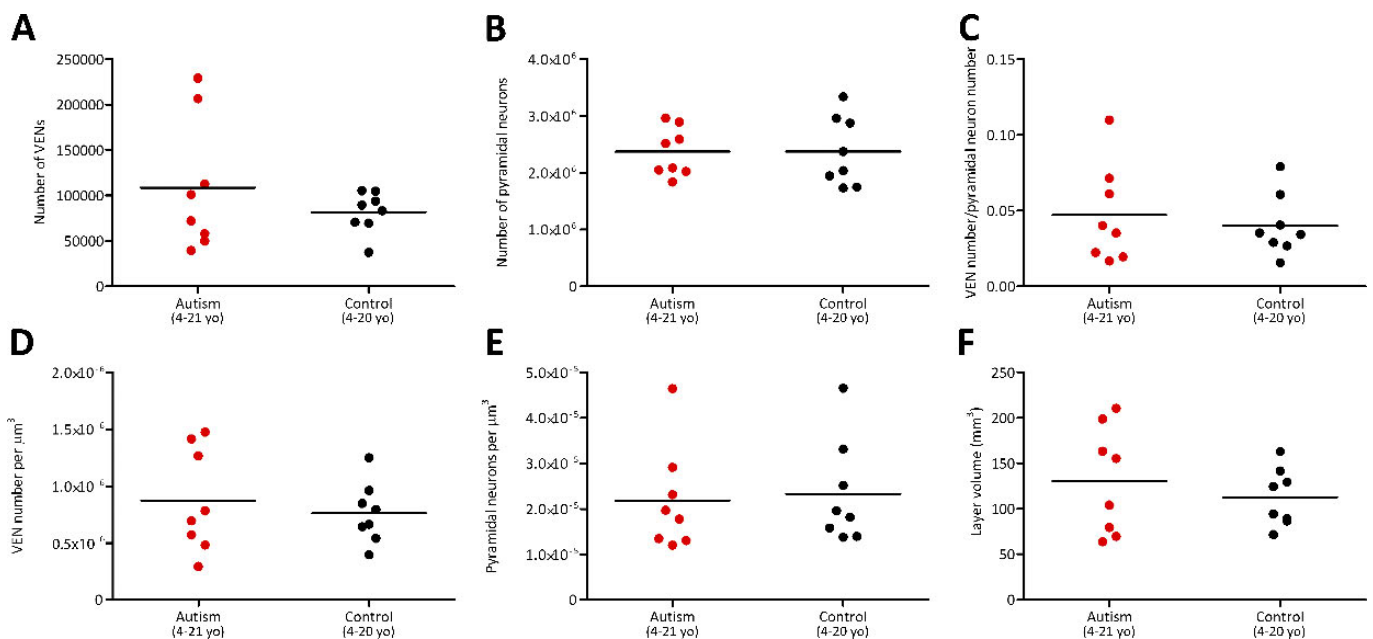 A
Number of VENs
250000
200000
150000
100000
50000
0
Autism
(4-21 yo)
Control
(4-20 yo)
B
Number of pyramidal neurons
4.0x10⁶
3.0x10⁶
2.0x10⁶
1.0x10⁶
0
Autism
(4-21 yo)
Control
(4-20 yo)
C
VEN number/pyramidal neuron number
0.15
0.10
0.05
0.00
Autism
(4-21 yo)
Control
(4-20 yo)
D
VEN number per μm³
2.0x10⁻⁶
1.5x10⁻⁶
1.0x10⁻⁶
0.5x10⁻⁶
0
Autism
(4-21 yo)
Control
(4-20 yo)
E
Pyramidal neurons per μm³
5.0x10⁻⁵
4.0x10⁻⁵
3.0x10⁻⁵
2.0x10⁻⁵
1.0x10⁻⁵
0
Autism
(4-21 yo)
Control
(4-20 yo)
F
Layer volume (mm³)
250
200
150
100
50
0
Autism
(4-21 yo)
Control
(4-20 yo)